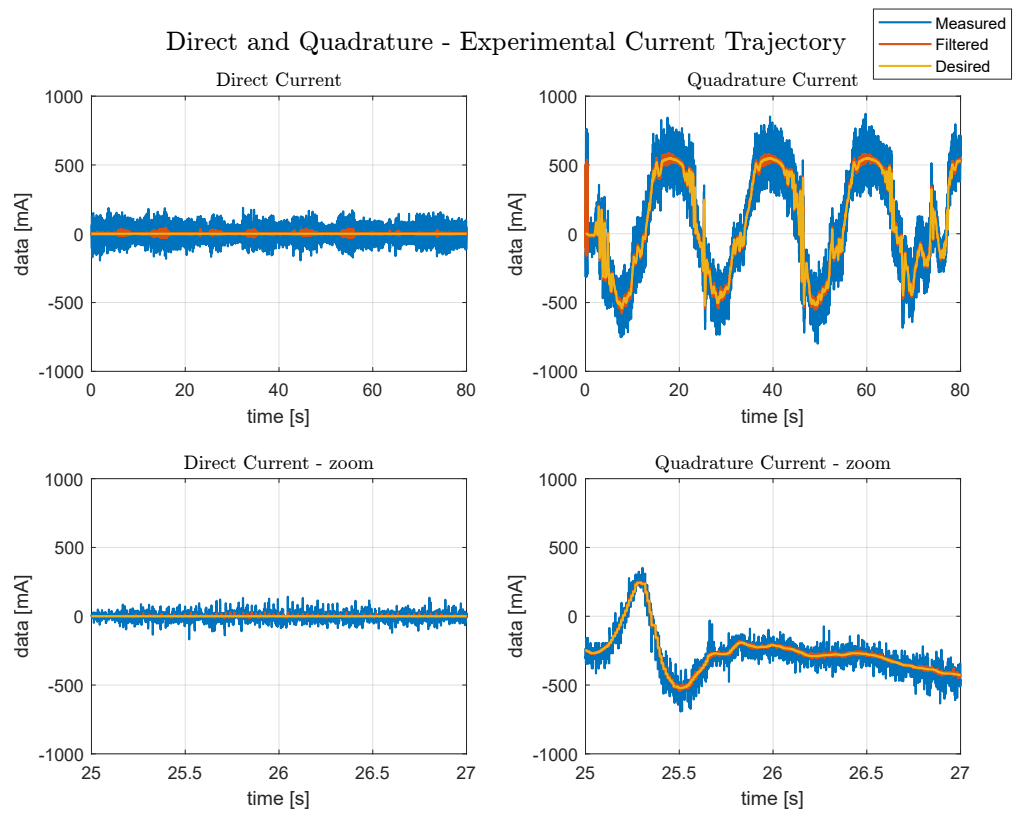 Direct and Quadrature - Experimental Current Trajectory
Measured
Filtered
Desired
Direct Current
1000
500
0
-500
-1000
data [mA]
0 20 40 60 80
time [s]
Quadrature Current
1000
500
0
-500
-1000
data [mA]
0 20 40 60 80
time [s]
Direct Current - zoom
1000
500
0
-500
-1000
data [mA]
25 25.5 26 26.5 27
time [s]
Quadrature Current - zoom
1000
500
0
-500
-1000
data [mA]
25 25.5 26 26.5 27
time [s]